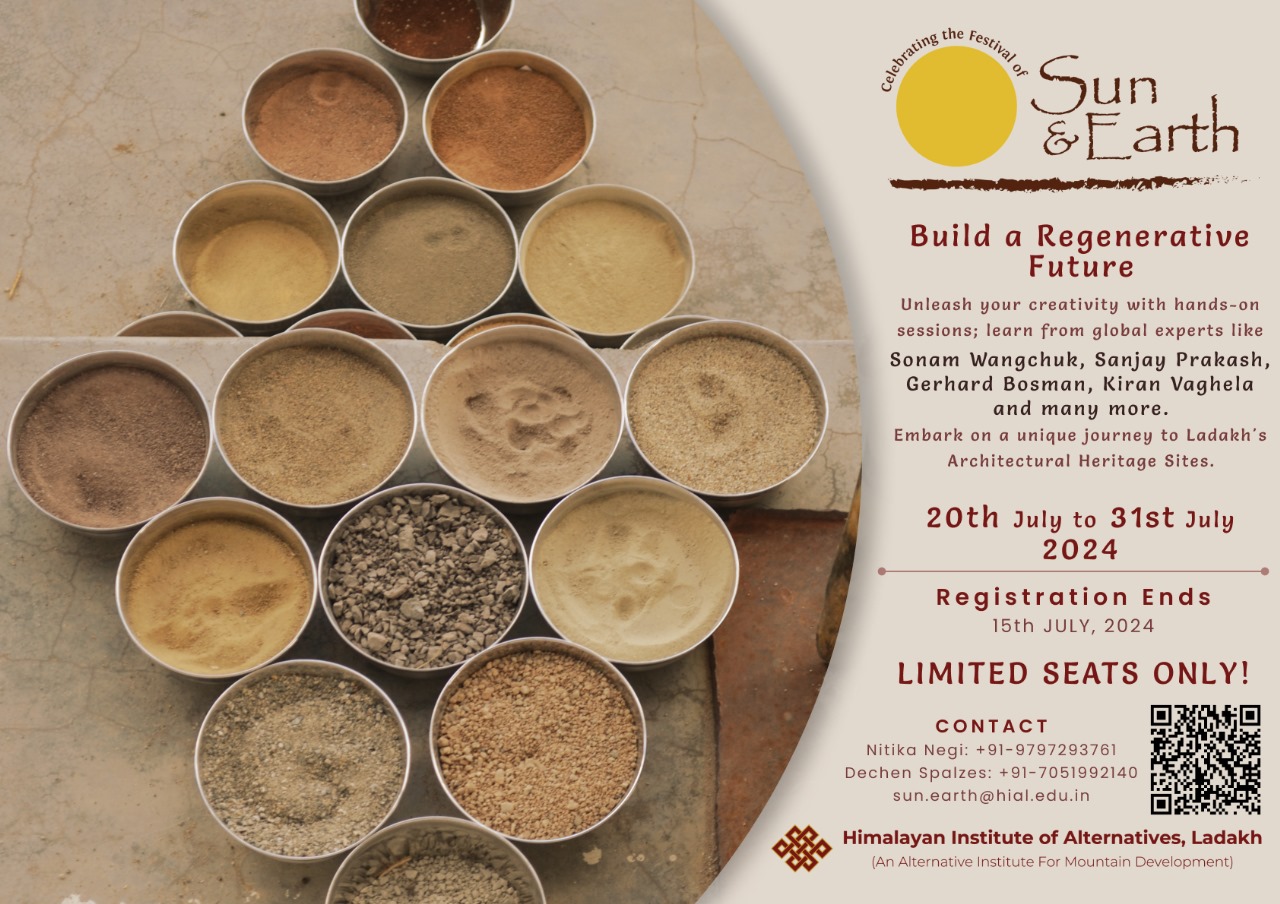 Celebrating the Festival of
Sun
& Earth
Build a Regenerative
Future
Unleash your creativity with hands-on
sessions; learn from global experts like
Sonam Wangchuk, Sanjay Prakash,
Gerhard Bosman, Kiran Vaghela
and many more.
Embark on a unique journey to Ladakh's
Architectural Heritage Sites.
20th July to 31st July
2024
Registration Ends
15th JULY, 2024
LIMITED SEATS ONLY!
CONTACT
Nitika Negi: +91-9797293761
Dechen Spalzes: +91-7051992140
sun.earth@hial.edu.in
Himalayan Institute of Alternatives, Ladakh
(An Alternative Institute For Mountain Development)